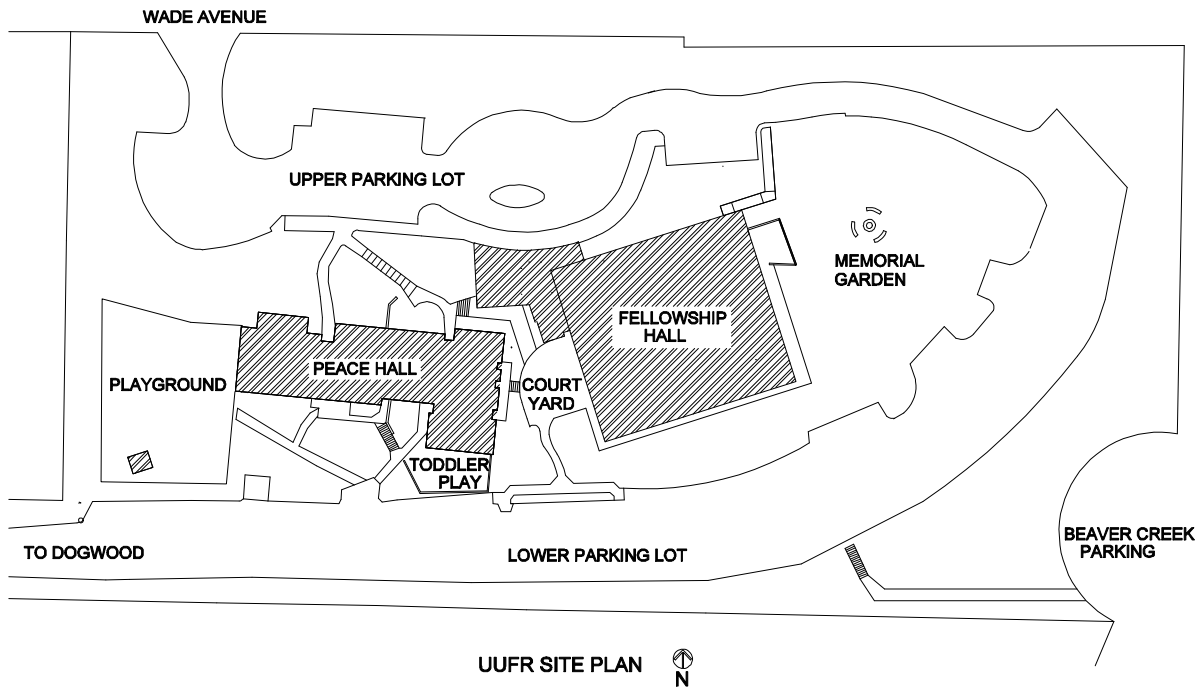 WADE AVENUE
UPPER PARKING LOT
MEMORIAL
GARDEN
FELLOWSHIP
HALL
PEACE HALL
PLAYGROUND
COURT
YARD
TODDLER
PLAY
BEAVER CREEK
PARKING
TO DOGWOOD
LOWER PARKING LOT
UUFR SITE PLAN
N